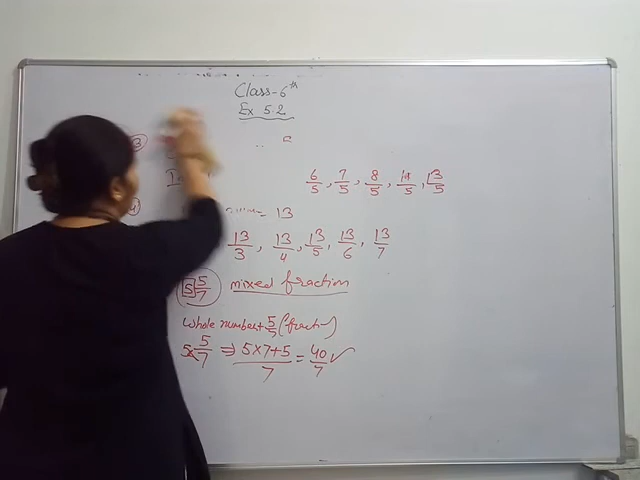 Class-6th
Ex 5.2
3
6/5, 7/5, 8/5, 11/5, 13/5
4
= 13
13/3, 13/4, 13/5, 13/6, 13/7
5 5/7 mixed fraction
Whole number + 5/7 (fraction)
5 5/7 ⇒ 5×7+5/7 = 40/7 ✓